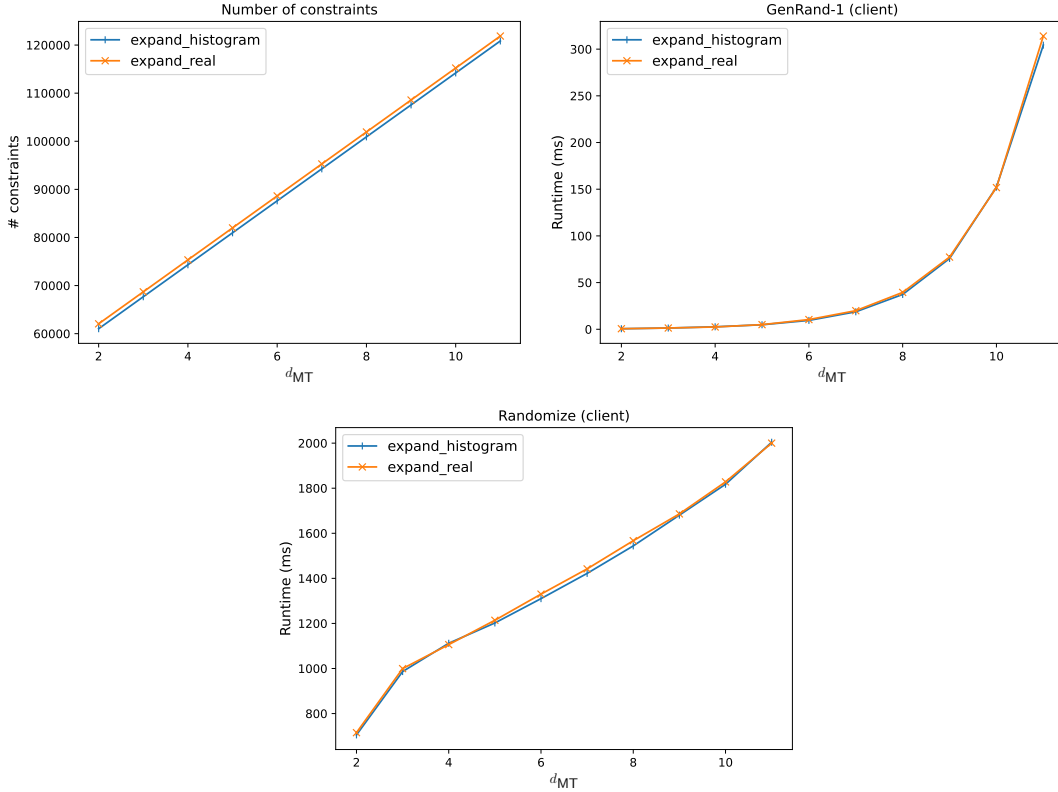 Number of constraints
expand_histogram
expand_real
# constraints
120000
110000
100000
90000
80000
70000
60000
2 4 6 8 10
dMT
GenRand-1 (client)
expand_histogram
expand_real
Runtime (ms)
300
250
200
150
100
50
0
2 4 6 8 10
dMT
Randomize (client)
expand_histogram
expand_real
Runtime (ms)
2000
1800
1600
1400
1200
1000
800
2 4 6 8 10
dMT